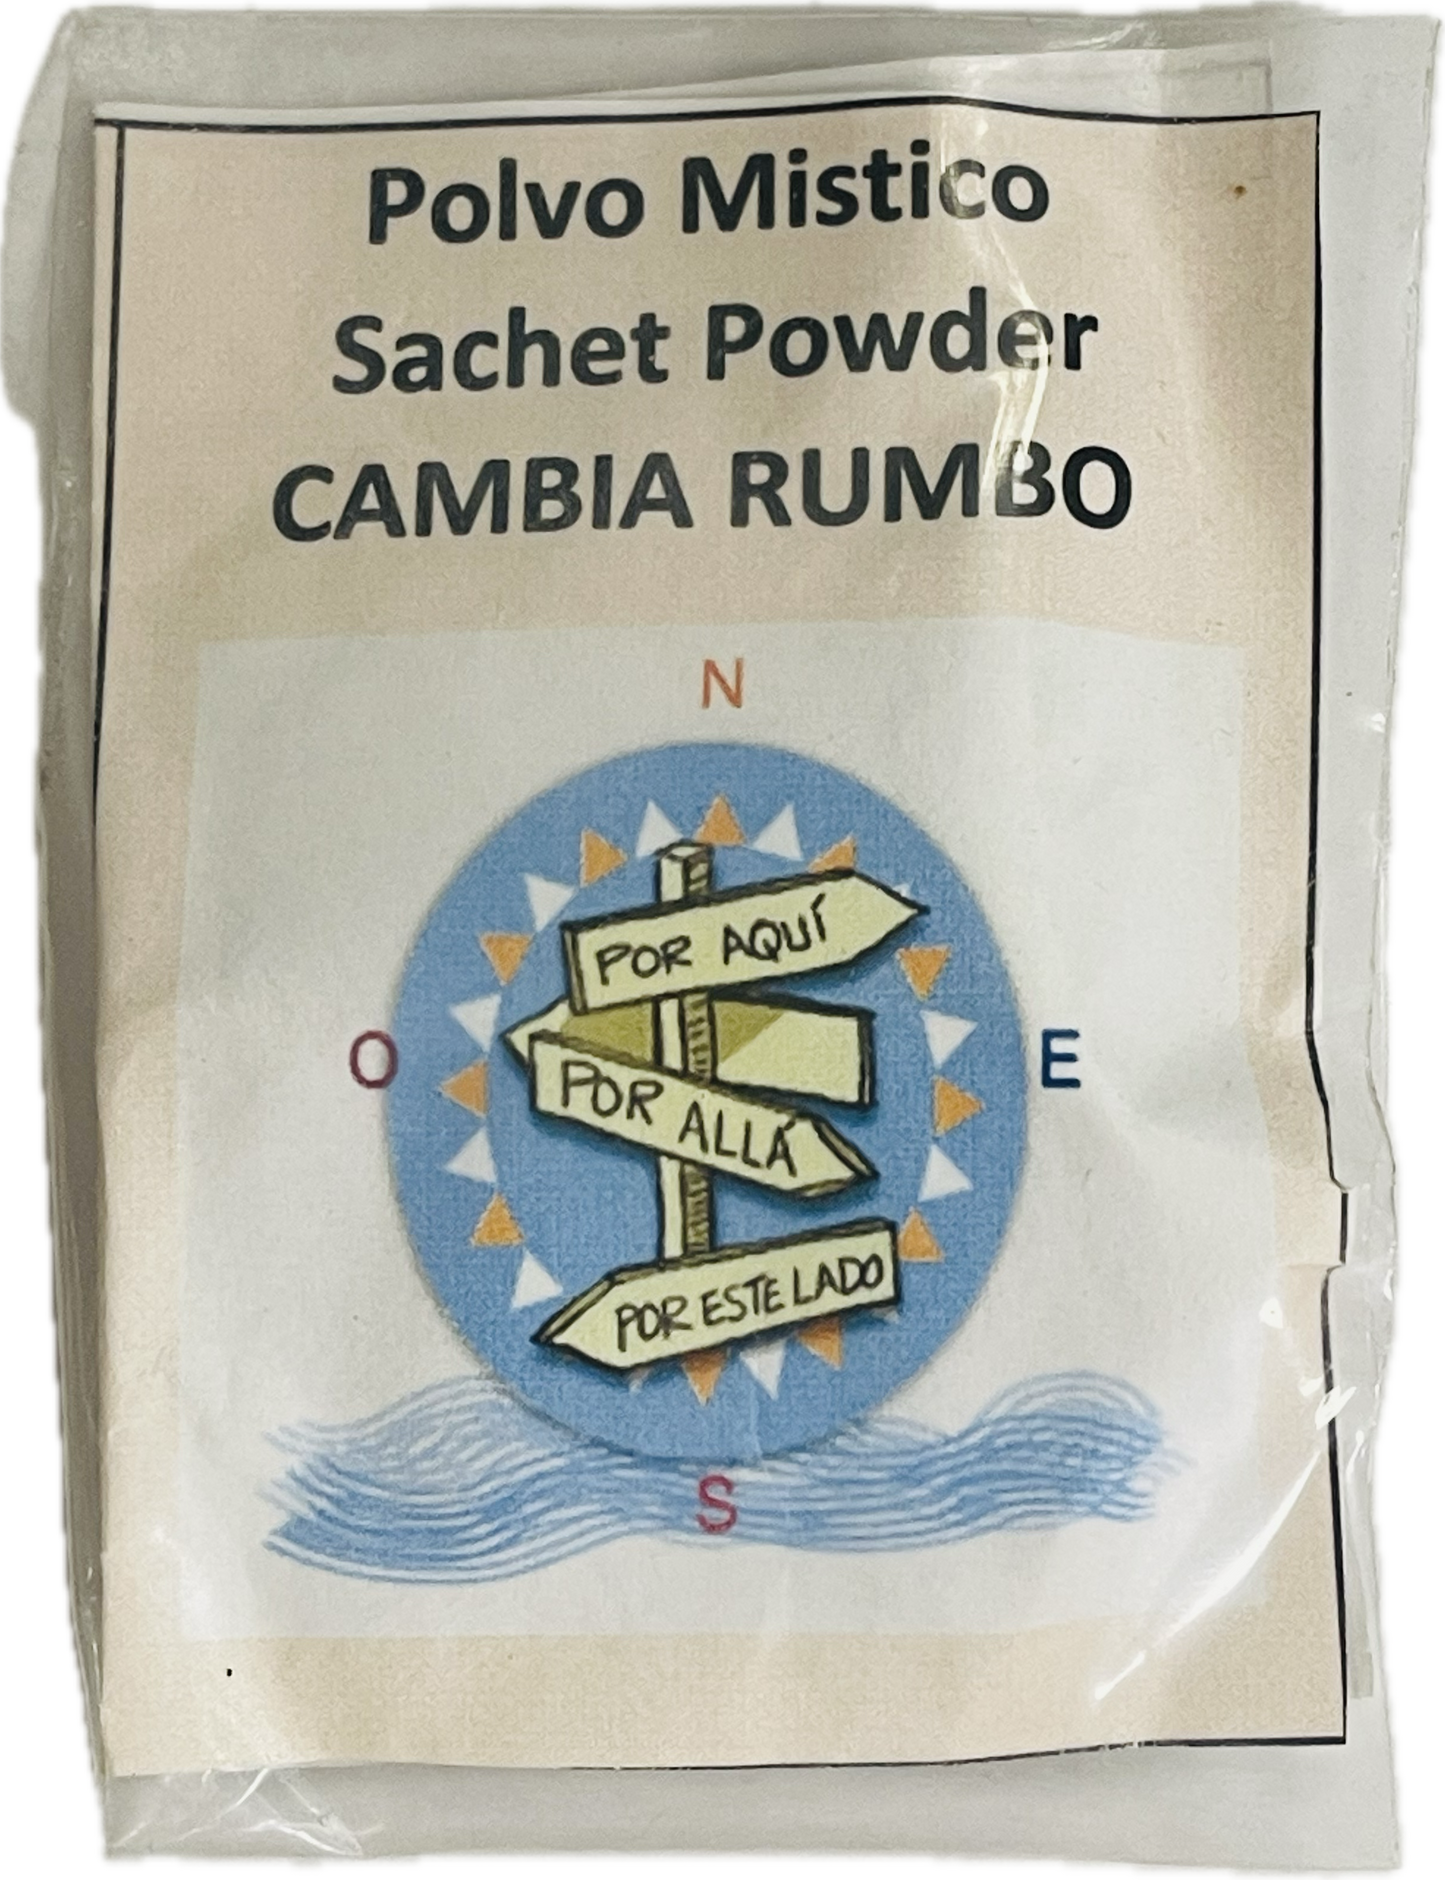 Polvo Mistico
Sachet Powder
CAMBIA RUMBO
N
POR AQUÍ
O
E
POR ALLÁ
POR ESTE LADO
S